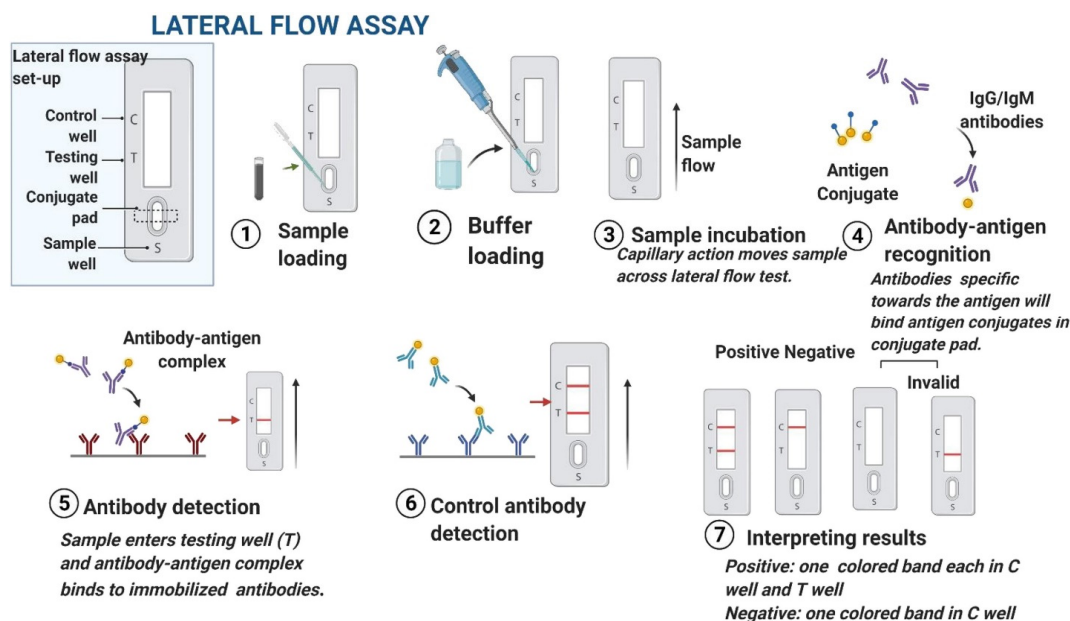 LATERAL FLOW ASSAY
Lateral flow assay
set-up
Control
well
Testing
well
Conjugate
pad
Sample
well
C
T
S
C
T
S
1
Sample
loading
C
T
S
2
Buffer
loading
C
T
S
Sample
flow
3
Sample incubation
Capillary action moves sample
across lateral flow test.
IgG/IgM
antibodies
Antigen
Conjugate
4
Antibody-antigen
recognition
Antibodies specific
towards the antigen will
bind antigen conjugates in
conjugate pad.
Antibody-antigen
complex
C
T
S
5
Antibody detection
Sample enters testing well (T)
and antibody-antigen complex
binds to immobilized antibodies.
C
T
S
6
Control antibody
detection
Positive Negative
Invalid
C
T
S
C
T
S
C
T
S
C
T
S
7
Interpreting results
Positive: one colored band each in C
well and T well
Negative: one colored band in C well